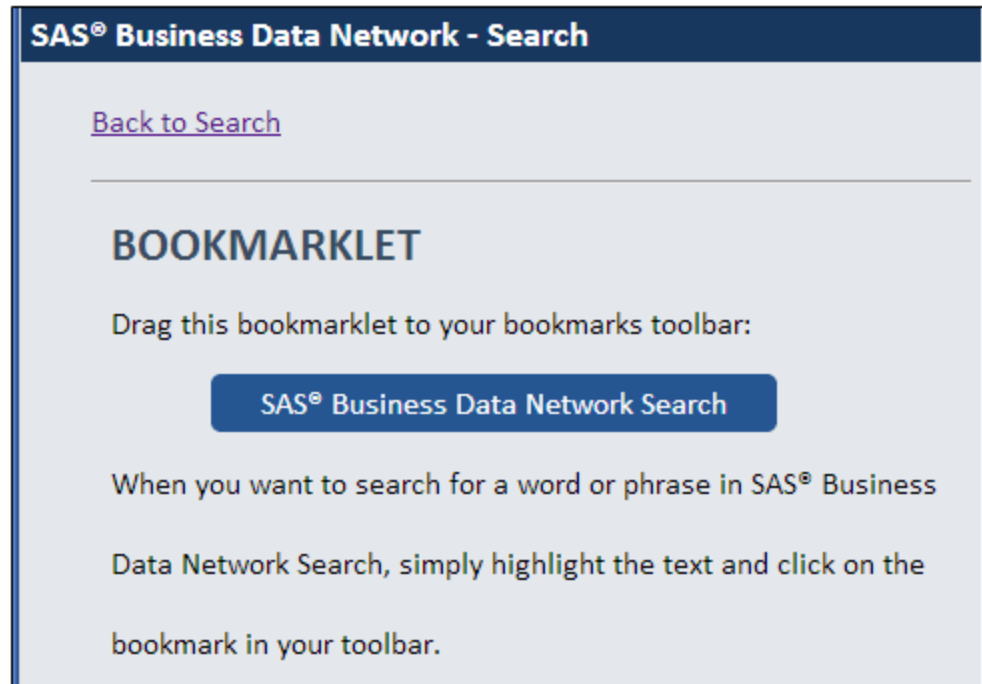 SAS® Business Data Network - Search
Back to Search
BOOKMARKLET
Drag this bookmarklet to your bookmarks toolbar:
SAS® Business Data Network Search
When you want to search for a word or phrase in SAS® Business
Data Network Search, simply highlight the text and click on the
bookmark in your toolbar.